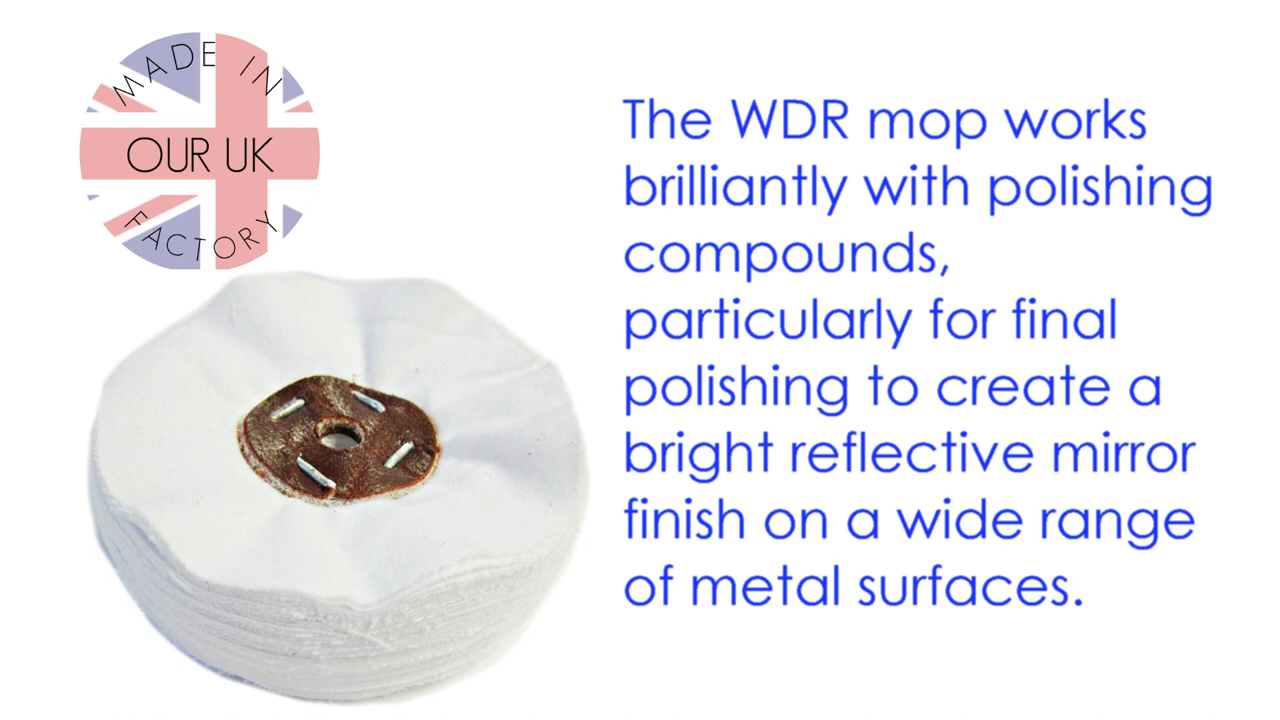 MADE IN
OUR UK
FACTORY
The WDR mop works
brilliantly with polishing
compounds,
particularly for final
polishing to create a
bright reflective mirror
finish on a wide range
of metal surfaces.